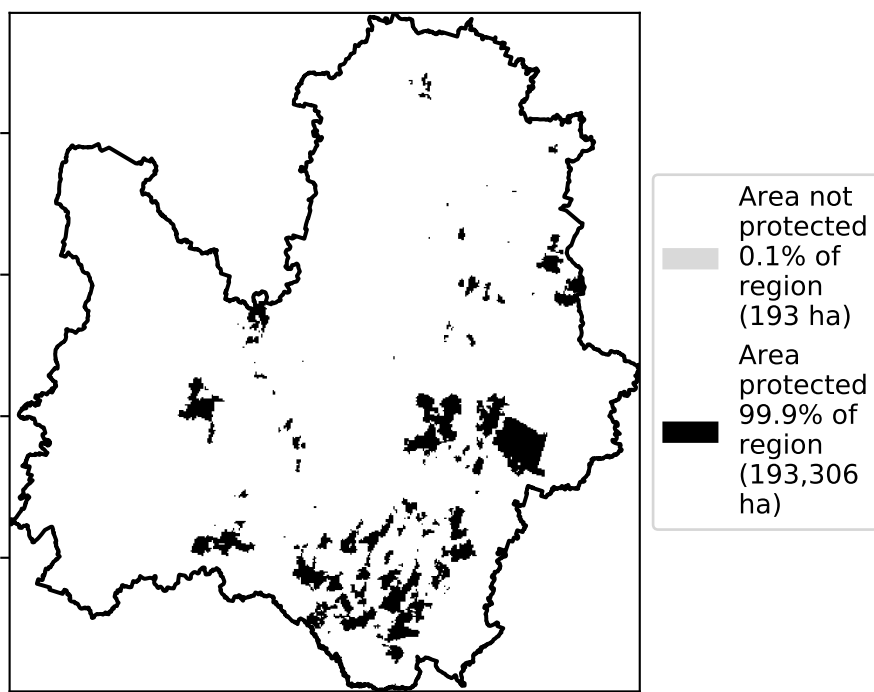 Area not
protected
0.1% of
region
(193 ha)
Area
protected
99.9% of
region
(193,306
ha)